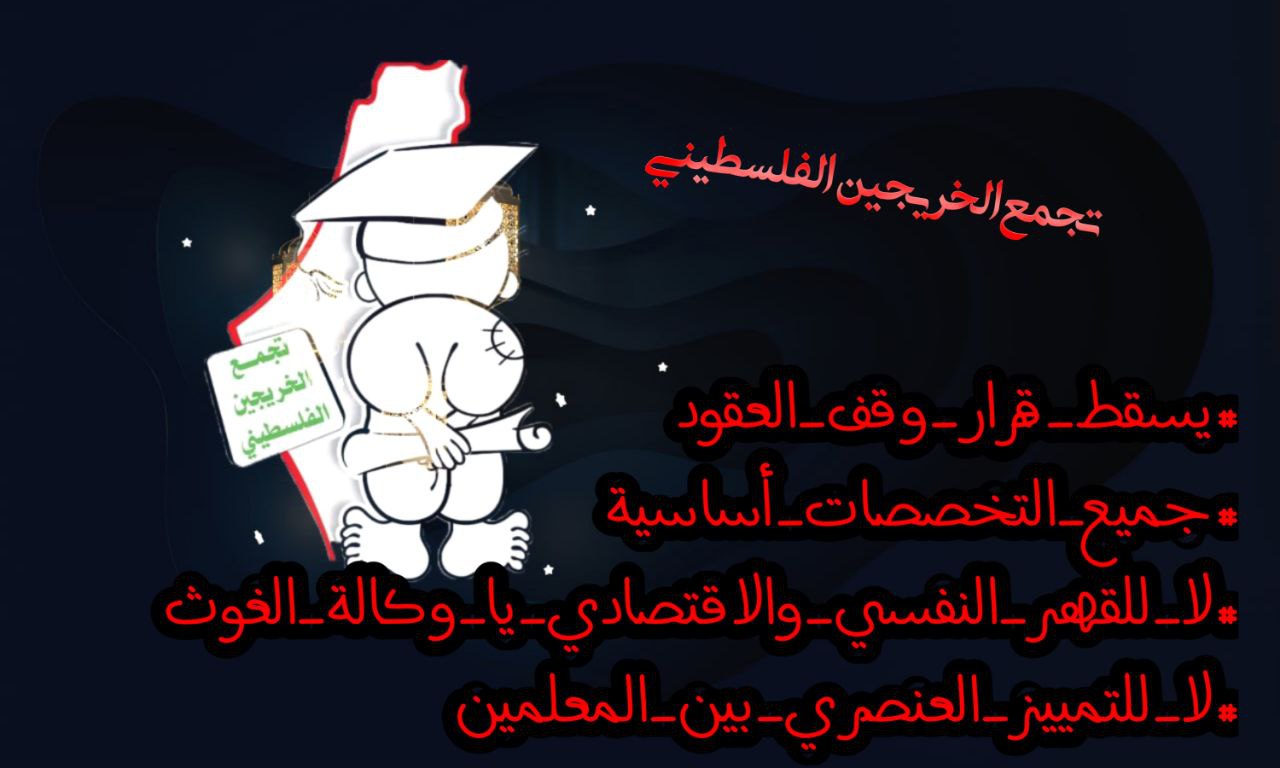 تجمع الخريجين الفلسطيني
تجمع
الخريجين
الفلسطيني
#يسقط_قرار_وقف_العقود
#جميع_التخصصات_أساسية
#لا_للقهر_النفسي_والاقتصادي_يا_وكالة_الغوث
#لا_للتمييز_العنصري_بين_المعلمين